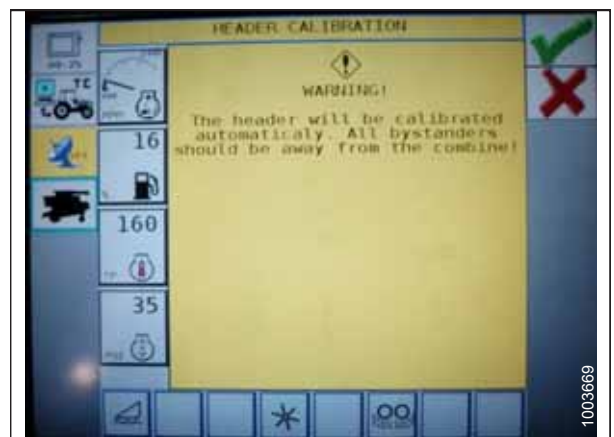 HEADER CALIBRATION
WARNING!
The header will be calibrated
automaticaly. All bystanders
should be away from the combine!
TC
16
160
35
1003669